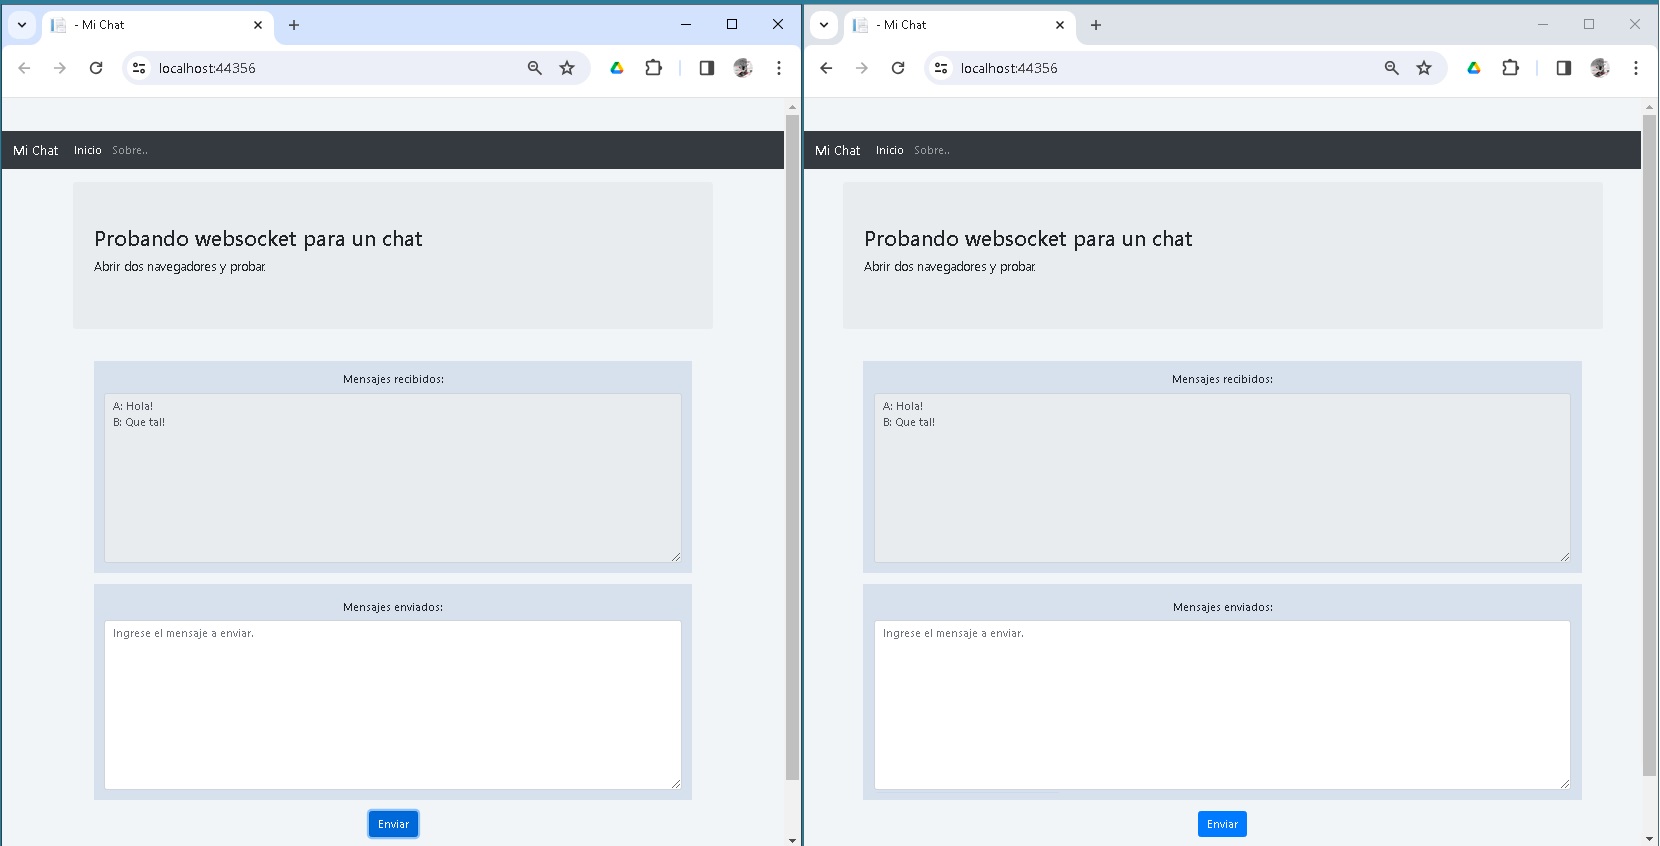 - Mi Chat
localhost:44356
Mi Chat Inicio Sobre..
Probando websocket para un chat
Abrir dos navegadores y probar.
Mensajes recibidos:
A: Hola!
B: Que tal!
Mensajes enviados:
Ingrese el mensaje a enviar.
Enviar
- Mi Chat
localhost:44356
Mi Chat Inicio Sobre..
Probando websocket para un chat
Abrir dos navegadores y probar.
Mensajes recibidos:
A: Hola!
B: Que tal!
Mensajes enviados:
Ingrese el mensaje a enviar.
Enviar